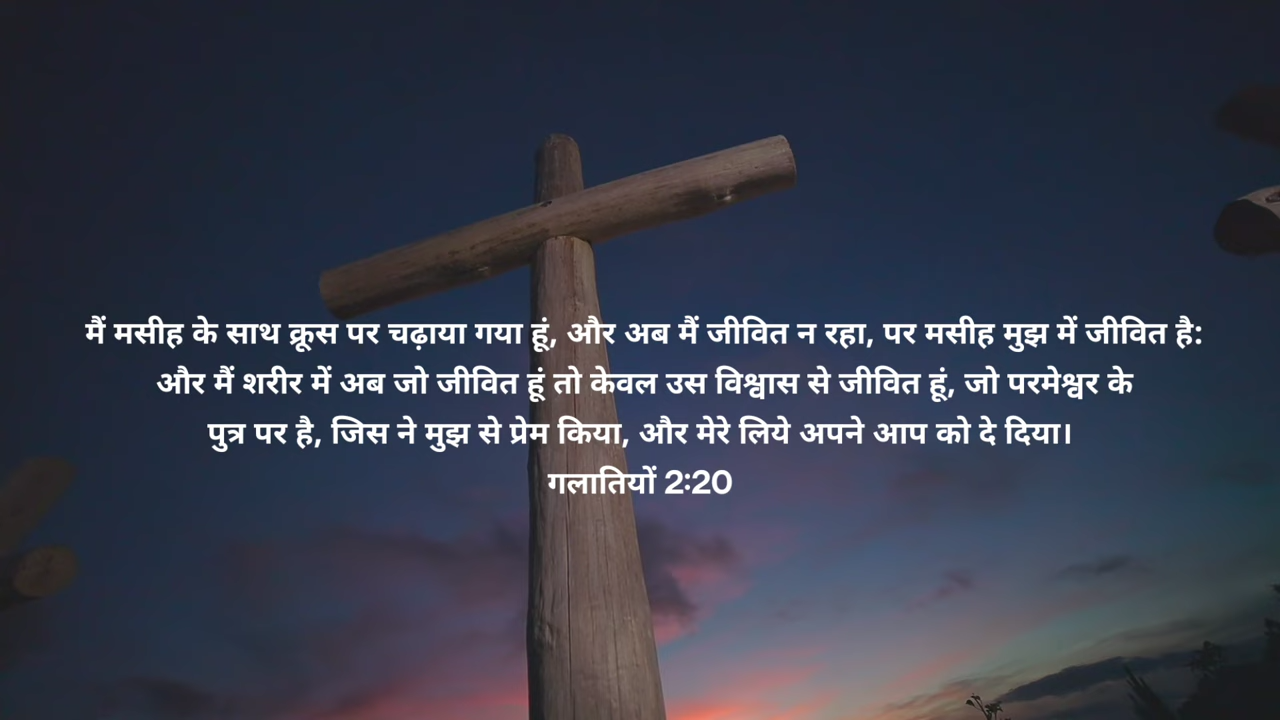 मैं मसीह के साथ क्रूस पर चढ़ाया गया हूं, और अब मैं जीवित न रहा, पर मसीह मुझ में जीवित है:
और मैं शरीर में अब जो जीवित हूं तो केवल उस विश्वास से जीवित हूं, जो परमेश्वर के
पुत्र पर है, जिस ने मुझ से प्रेम किया, और मेरे लिये अपने आप को दे दिया।
गलातियों 2:20